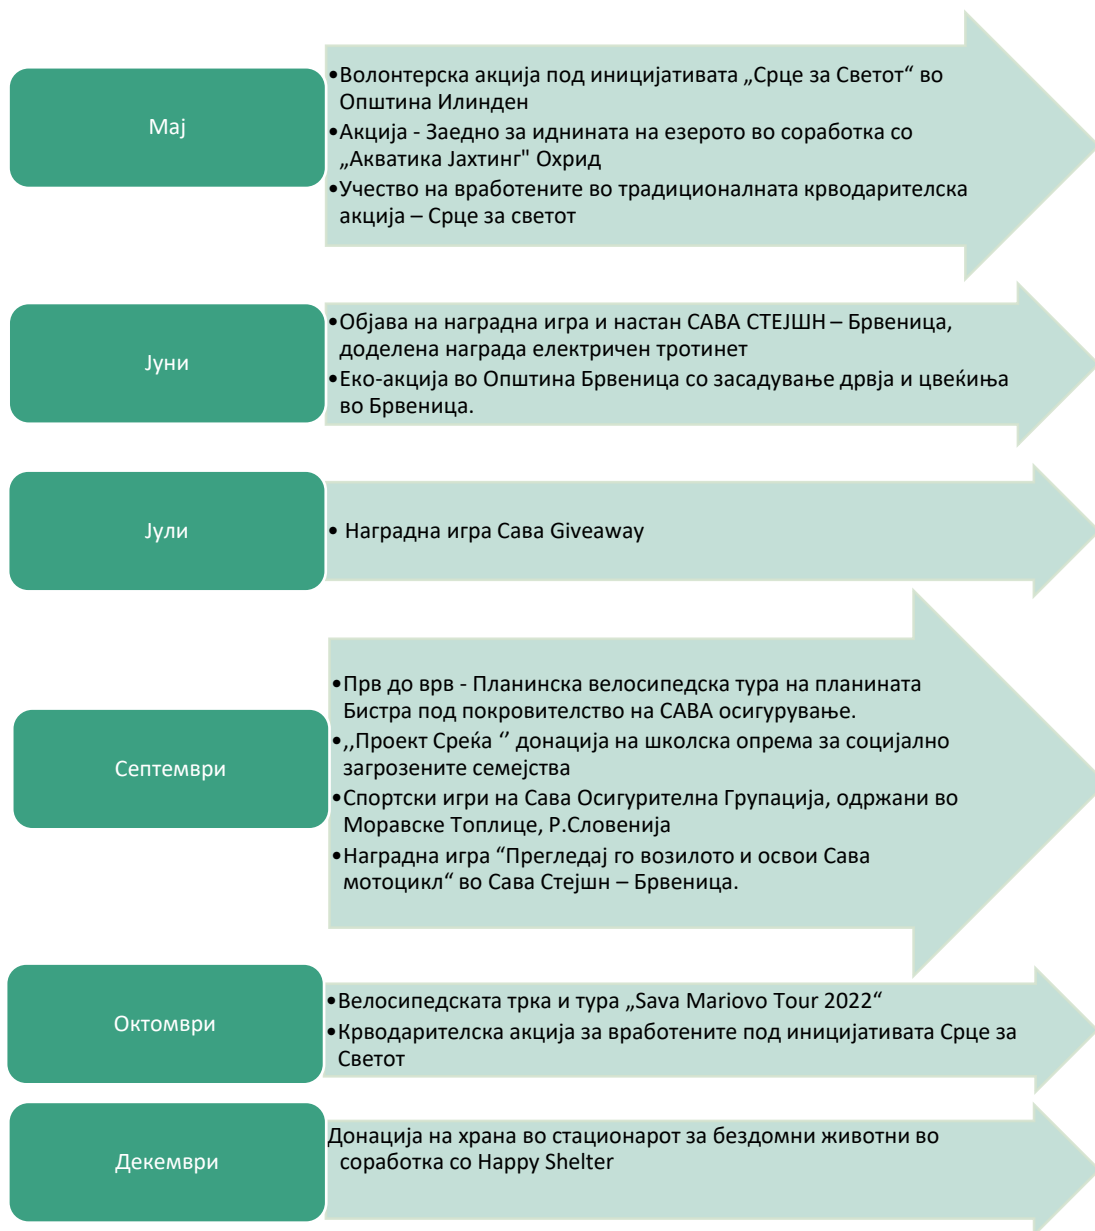 Мај
•Волонтерска акција под иницијативата „Срце за Светот“ во
Општина Илинден
•Акција - Заедно за иднината на езерото во соработка со
„Акватика Јахтинг" Охрид
•Учество на вработените во традиционалната крводарителска
акција – Срце за светот
Јуни
•Објава на наградна игра и настан САВА СТЕЈШН – Брвеница,
доделена награда електричен тротинет
•Еко-акција во Општина Брвеница со засадување дрвја и цвеќиња
во Брвеница.
Јули
• Наградна игра Сава Giveaway
Септември
•Прв до врв - Планинска велосипедска тура на планината
Бистра под покровителство на САВА осигурување.
•,,Проект Среќа ‘’ донација на школска опрема за социјално
загрозените семејства
•Спортски игри на Сава Осигурителна Групација, одржани во
Моравске Топлице, Р.Словенија
•Наградна игра “Прегледај го возилото и освои Сава
мотоцикл“ во Сава Стејшн – Брвеница.
Октомври
•Велосипедската трка и тура „Sava Mariovo Tour 2022“
•Крводарителска акција за вработените под иницијативата Срце за
Светот
Декември
Донација на храна во стационарот за бездомни животни во
соработка со Happy Shelter